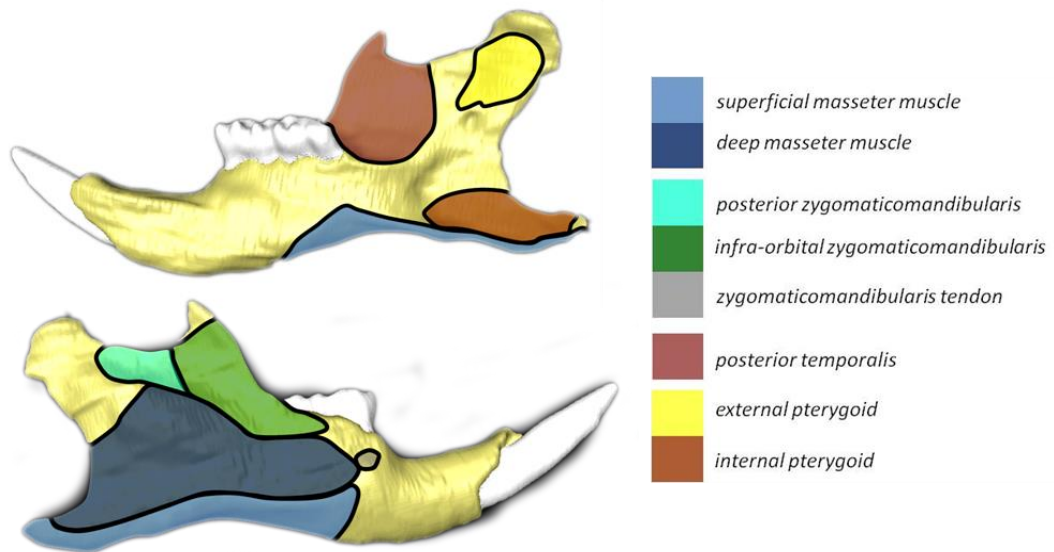 superficial masseter muscle
deep masseter muscle
posterior zygomaticomandibularis
infra-orbital zygomaticomandibularis
zygomaticomandibularis tendon
posterior temporalis
external pterygoid
internal pterygoid